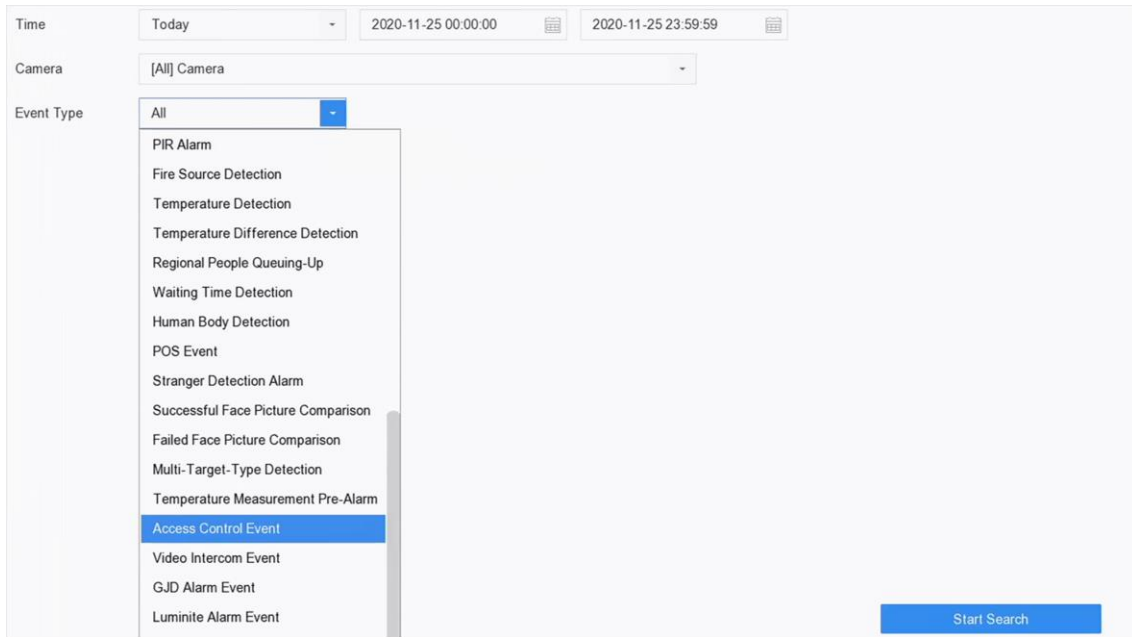 Time Today 2020-11-25 00:00:00 2020-11-25 23:59:59
Camera [All] Camera
Event Type All
PIR Alarm
Fire Source Detection
Temperature Detection
Temperature Difference Detection
Regional People Queuing-Up
Waiting Time Detection
Human Body Detection
POS Event
Stranger Detection Alarm
Successful Face Picture Comparison
Failed Face Picture Comparison
Multi-Target-Type Detection
Temperature Measurement Pre-Alarm
Access Control Event
Video Intercom Event
GJD Alarm Event
Luminite Alarm Event
Start Search